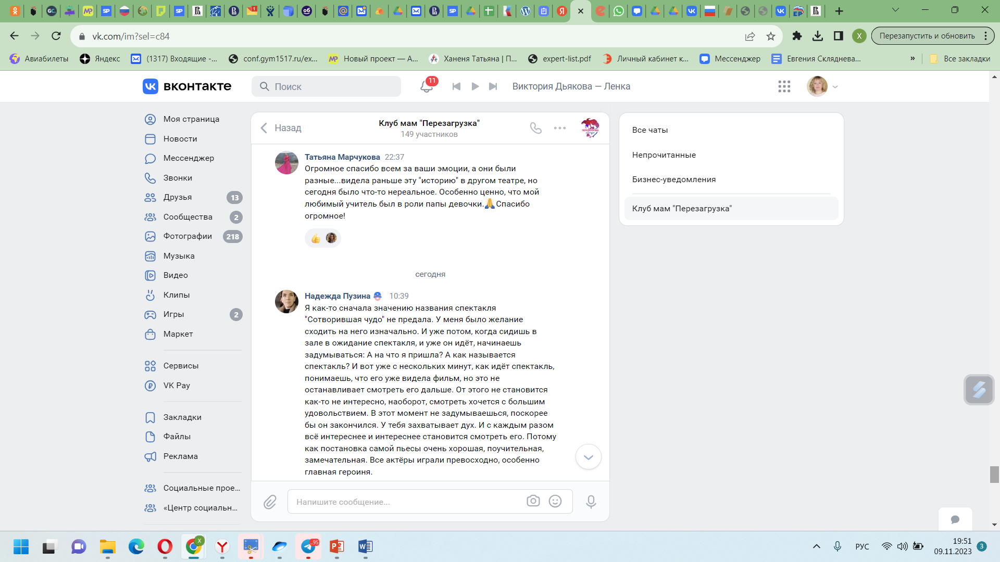 vk.com/im?sel=c84
Перезапустить и обновить
Авиабилеты
Яндекс
(1317) Входящие -...
conf.gym1517.ru/ex...
Новый проект — А...
Ханеня Татьяна | П...
expert-list.pdf
Личный кабинет к...
Мессенджер
Евгения Скляднева...
»
Все закладки
вконтакте
Поиск
11
Виктория Дьякова — Ленка
Моя страница
Новости
Мессенджер
Звонки
Друзья 13
Сообщества 2
Фотографии 218
Музыка
Видео
Клипы
Игры 2
Маркет
Сервисы
VK Pay
Закладки
Файлы
Реклама
Социальные прое...
«Центр социальн...
Назад
Клуб мам "Перезагрузка"
149 участников
Татьяна Марчукова 22:37
Огромное спасибо всем за ваши эмоции, а они были
разные...видела раньше эту "историю" в другом театре, но
сегодня было что-то нереальное. Особенно ценно, что мой
любимый учитель был в роли папы девочки.🙏Спасибо
огромное!
сегодня
Надежда Пузина 10:39
Я как-то сначала значению названия спектакля
"Сотворившая чудо" не предала. У меня было желание
сходить на него изначально. И уже потом, когда сидишь в
зале в ожидание спектакля, и уже он идёт, начинаешь
задумываться: А на что я пришла? А как называется
спектакль? И вот уже с нескольких минут, как идёт спектакль,
понимаешь, что его уже видела фильм, но это не
останавливает смотреть его дальше. От этого не становится
как-то не интересно, наоборот, смотреть хочется с большим
удовольствием. В этот момент не задумываешься, поскорее
бы он закончился. У тебя захватывает дух. И с каждым разом
всё интереснее и интереснее становится смотреть его. Потому
как постановка самой пьесы очень хорошая, поучительная,
замечательная. Все актёры играли превосходно, особенно
главная героиня.
Напишите сообщение...
Все чаты
Непрочитанные
Бизнес-уведомления
Клуб мам "Перезагрузка"
РУС
19:51
09.11.2023
3